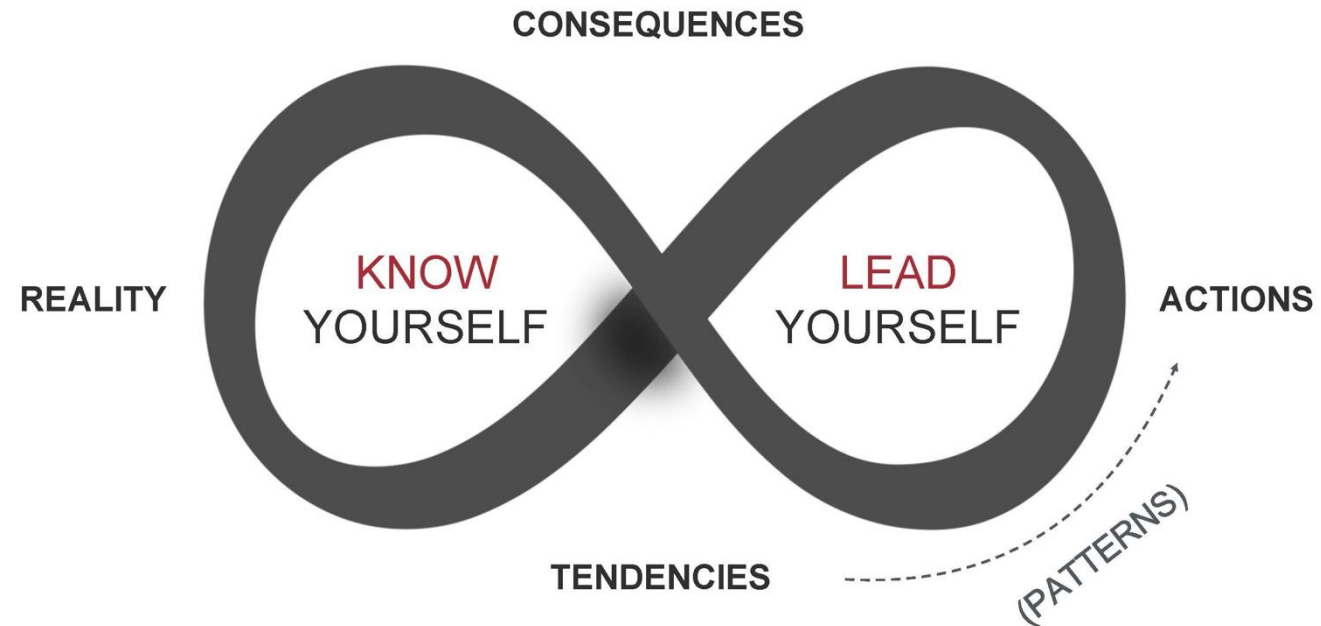 CONSEQUENCES
KNOW
YOURSELF
LEAD
YOURSELF
REALITY
ACTIONS
TENDENCIES
(PATTERNS)